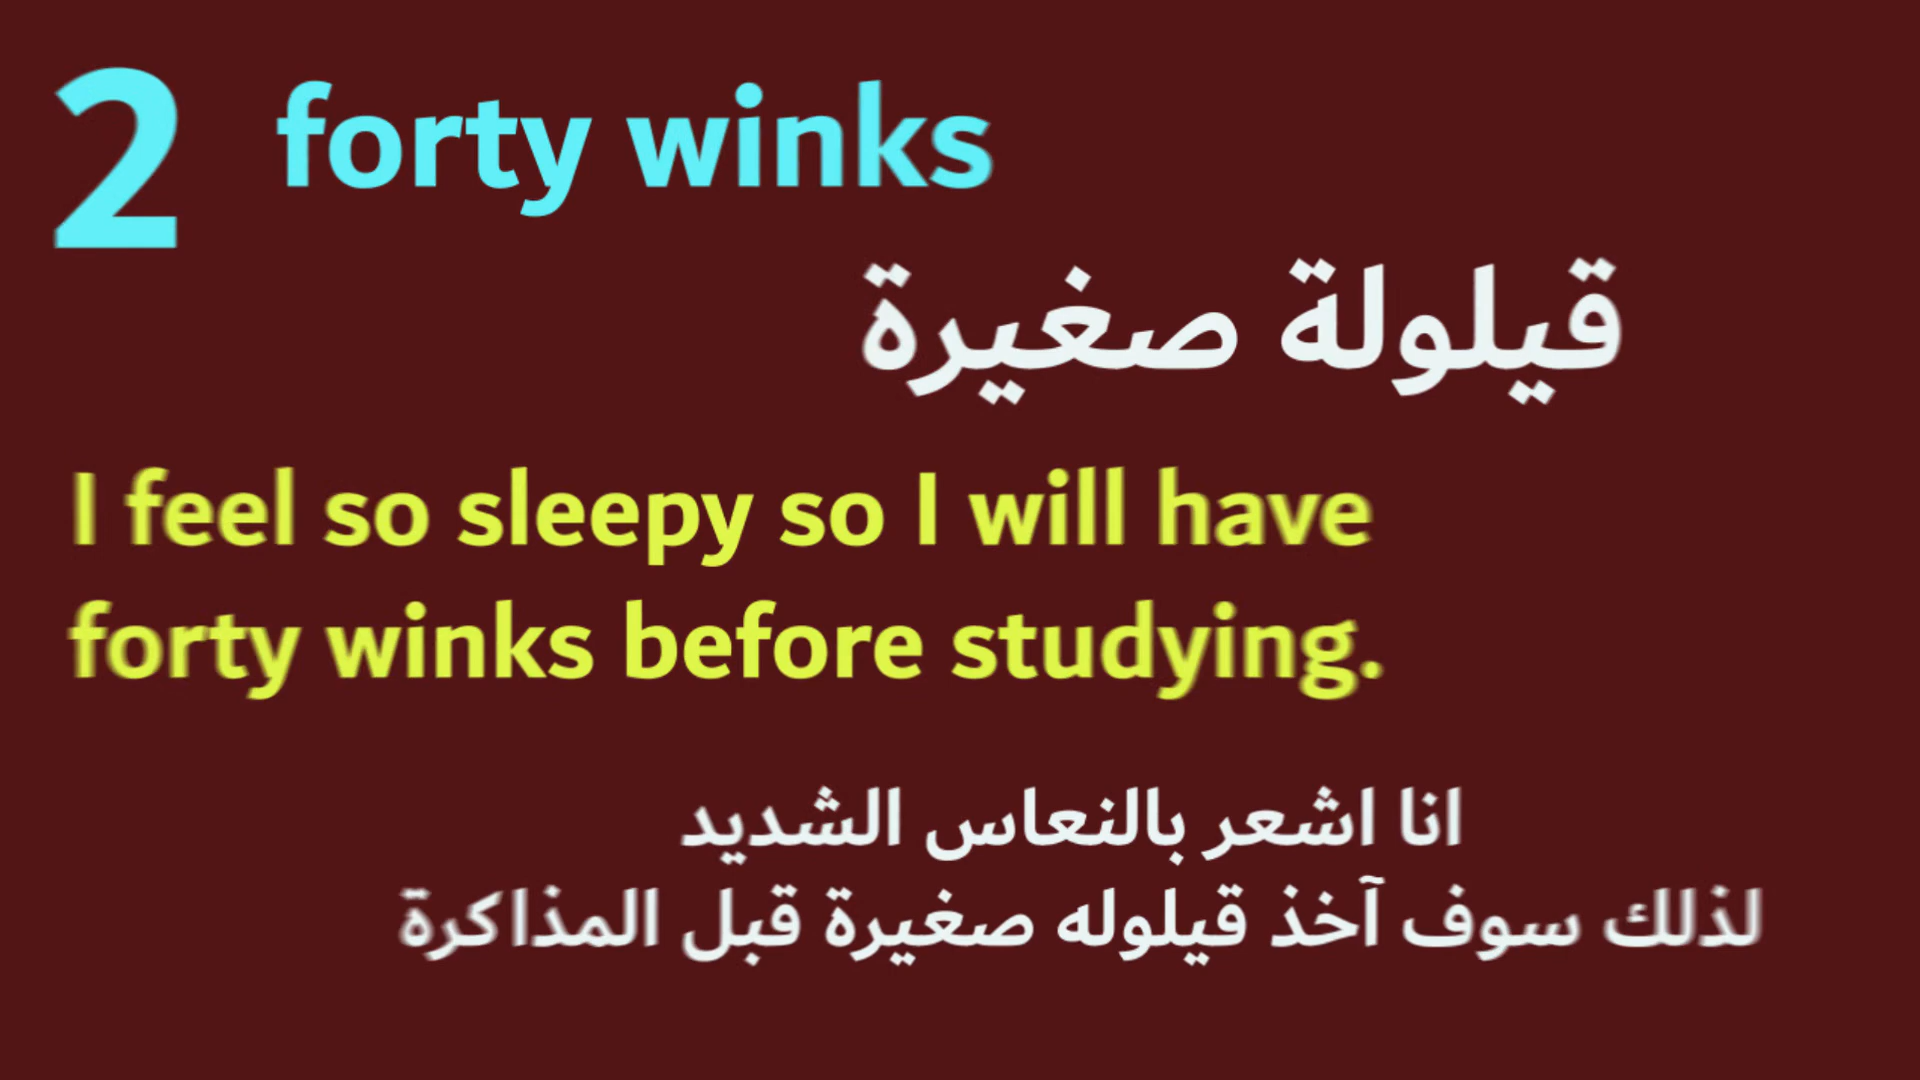 2 forty winks
قيلولة صغيرة
I feel so sleepy so I will have
forty winks before studying.
انا اشعر بالنعاس الشديد
لذلك سوف آخذ قيلوله صغيرة قبل المذاكرة